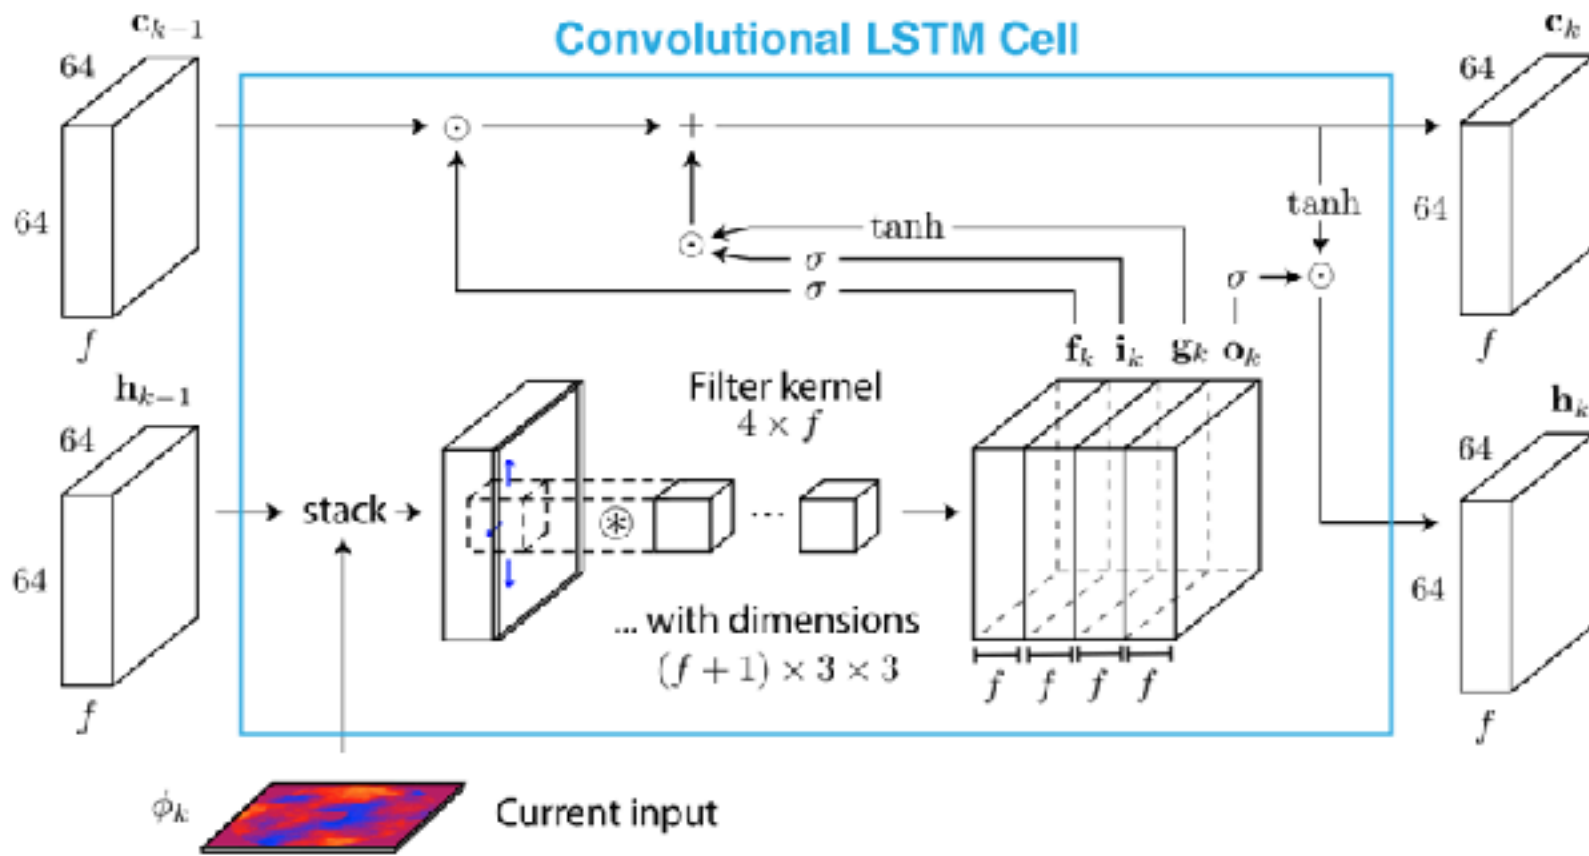 Convolutional LSTM Cell
c_{k−1}
64
64
f
h_{k−1}
64
64
f
⊙
+
⊙
tanh
σ
σ
tanh
σ
⊙
f_k i_k g_k o_k
stack
Filter kernel
4 × f
⊛
...
... with dimensions
(f + 1) × 3 × 3
f f f f
c_k
64
64
f
h_k
64
64
f
ϕ_k
Current input